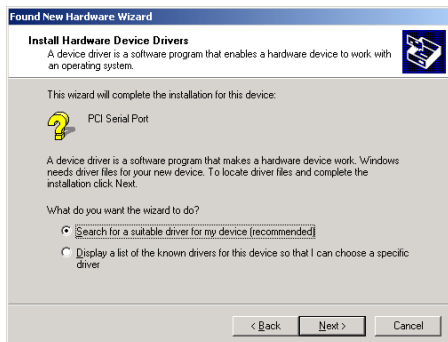 Found New Hardware Wizard
Install Hardware Device Drivers
A device driver is a software program that enables a hardware device to work with
an operating system.
This wizard will complete the installation for this device:
PCI Serial Port
A device driver is a software program that makes a hardware device work. Windows
needs driver files for your new device. To locate driver files and complete the
installation click Next.
What do you want the wizard to do?
Search for a suitable driver for my device (recommended)
Display a list of the known drivers for this device so that I can choose a specific
driver
< Back Next > Cancel